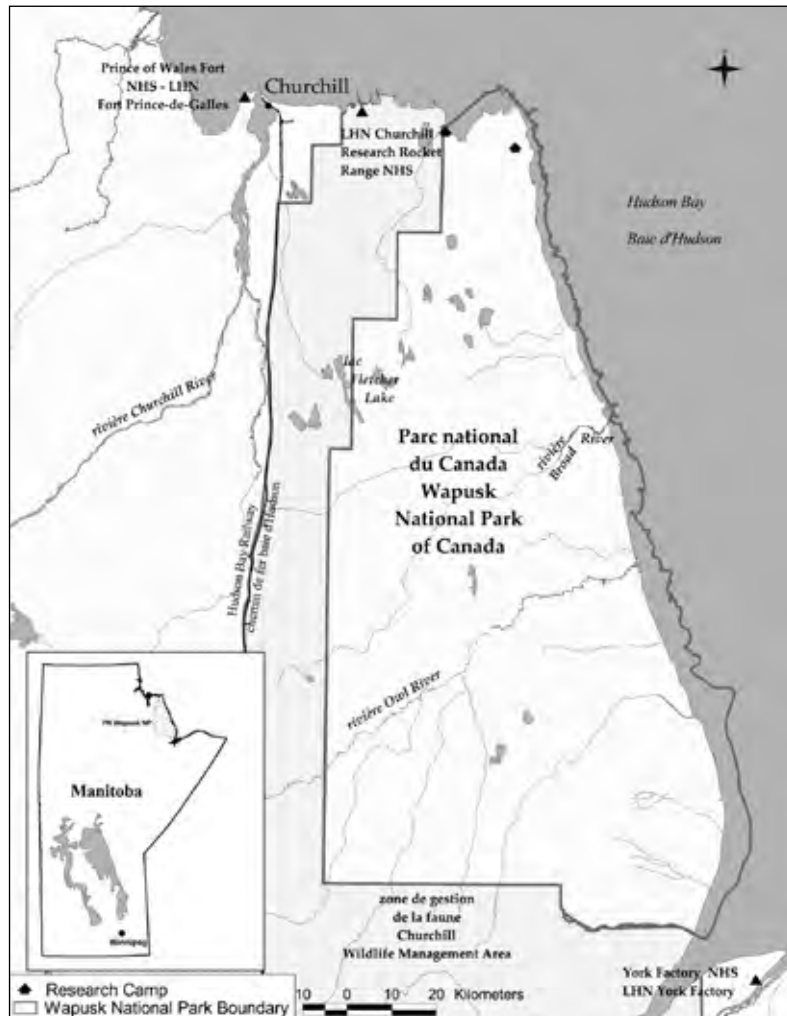 Prince of Wales Fort
NHS - LHN
Fort Prince-de-Galles
Churchill
LHN Churchill
Research Rocket
Range NHS
Hudson Bay
Baie d'Hudson
lac
Fletcher
Lake
rivière Churchill River
Parc national
du Canada
Wapusk
National Park
of Canada
rivière
Broad
River
Hudson Bay Railway
chemin de fer baie d'Hudson
rivière Owl River
PN Wapusk NP
Manitoba
Winnipeg
zone de gestion
de la faune
Churchill
Wildlife Management Area
York Factory NHS
LHN York Factory
Research Camp
Wapusk National Park Boundary
10 0 10 20 Kilometers